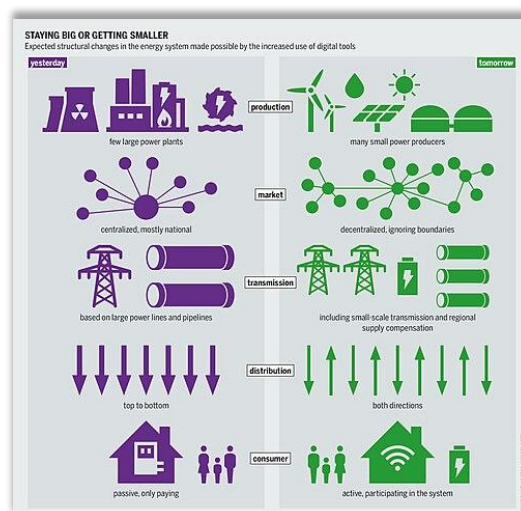 STAYING BIG OR GETTING SMALLER
Expected structural changes in the energy system made possible by the increased use of digital tools
yesterday
tomorrow
production
few large power plants
many small power producers
market
centralized, mostly national
decentralized, ignoring boundaries
transmission
based on large power lines and pipelines
including small-scale transmission and regional
supply compensation
distribution
top to bottom
both directions
consumer
passive, only paying
active, participating in the system